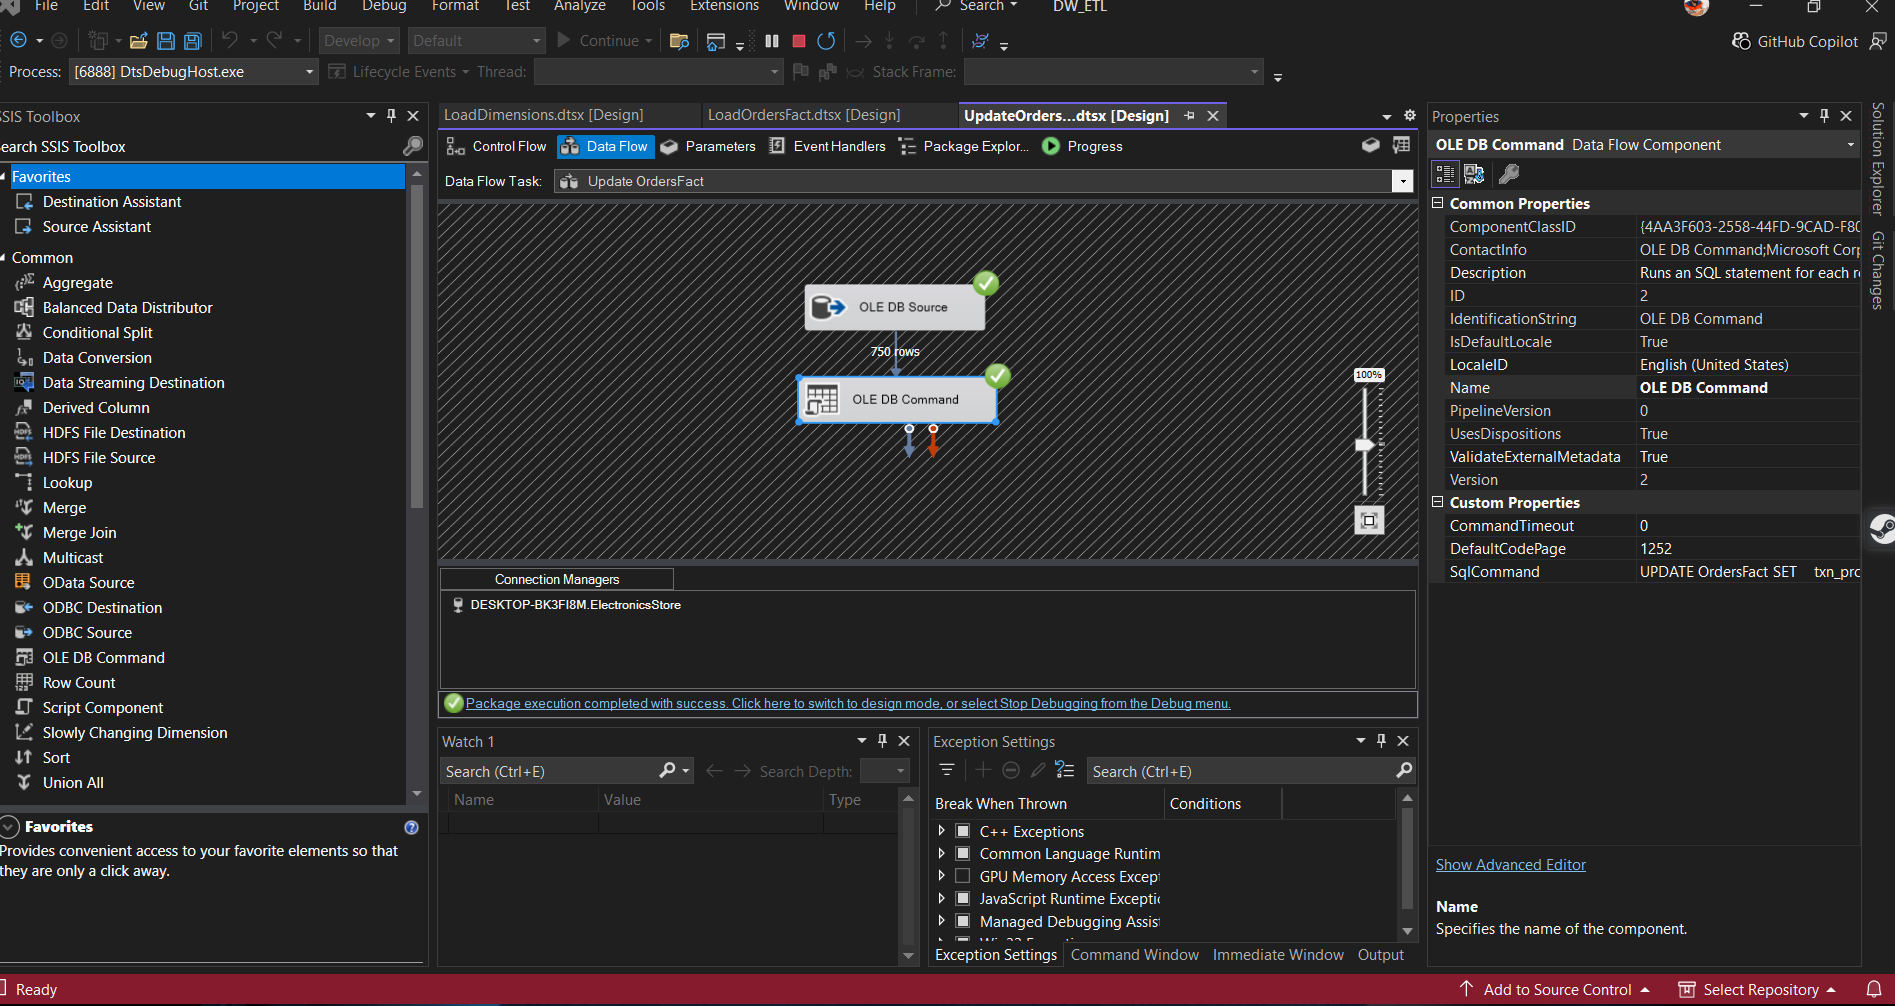 File Edit View Git Project Build Debug Format Test Analyze Tools Extensions Window Help Search DW_ETL
Develop Default Continue GitHub Copilot
Process: [6888] DtsDebugHost.exe Lifecycle Events Thread: Stack Frame:
SSIS Toolbox
Search SSIS Toolbox
Favorites
Destination Assistant
Source Assistant
Common
Aggregate
Balanced Data Distributor
Conditional Split
Data Conversion
Data Streaming Destination
Derived Column
HDFS File Destination
HDFS File Source
Lookup
Merge
Merge Join
Multicast
OData Source
ODBC Destination
ODBC Source
OLE DB Command
Row Count
Script Component
Slowly Changing Dimension
Sort
Union All
Favorites
Provides convenient access to your favorite elements so that
they are only a click away.
LoadDimensions.dtsx [Design] LoadOrdersFact.dtsx [Design] UpdateOrders...dtsx [Design]
Control Flow Data Flow Parameters Event Handlers Package Explor... Progress
Data Flow Task: Update OrdersFact
OLE DB Source
750 rows
OLE DB Command
100%
Connection Managers
DESKTOP-BK3FI8M.ElectronicsStore
Package execution completed with success. Click here to switch to design mode, or select Stop Debugging from the Debug menu.
Watch 1
Search (Ctrl+E) Search Depth:
Name Value Type
Exception Settings
Search (Ctrl+E)
Break When Thrown Conditions
C++ Exceptions
Common Language Runtim
GPU Memory Access Except
JavaScript Runtime Exceptio
Managed Debugging Assist
Exception Settings Command Window Immediate Window Output
Properties
OLE DB Command Data Flow Component
Common Properties
ComponentClassID {4AA3F603-2558-44FD-9CAD-F80
ContactInfo OLE DB Command;Microsoft Corp
Description Runs an SQL statement for each r
ID 2
IdentificationString OLE DB Command
IsDefaultLocale True
LocaleID English (United States)
Name OLE DB Command
PipelineVersion 0
UsesDispositions True
ValidateExternalMetadata True
Version 2
Custom Properties
CommandTimeout 0
DefaultCodePage 1252
SqlCommand UPDATE OrdersFact SET txn_pro
Show Advanced Editor
Name
Specifies the name of the component.
Solution Explorer
Git Changes
Ready Add to Source Control Select Repository